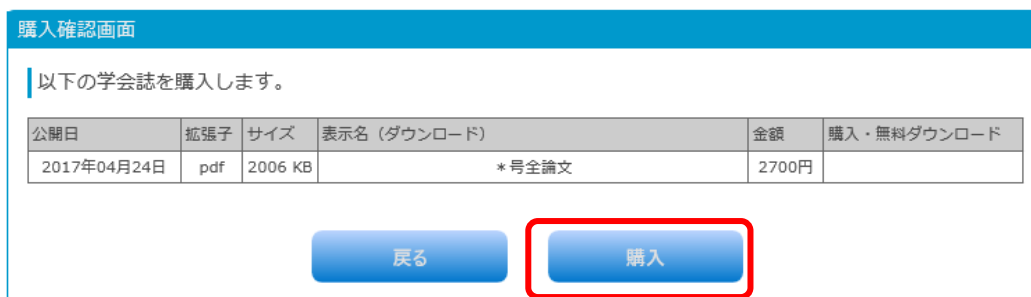 購入確認画面
以下の学会誌を購入します。
公開日 拡張子 サイズ 表示名（ダウンロード） 金額 購入・無料ダウンロード
2017年04月24日 pdf 2006 KB ＊号全論文 2700円
戻る 購入